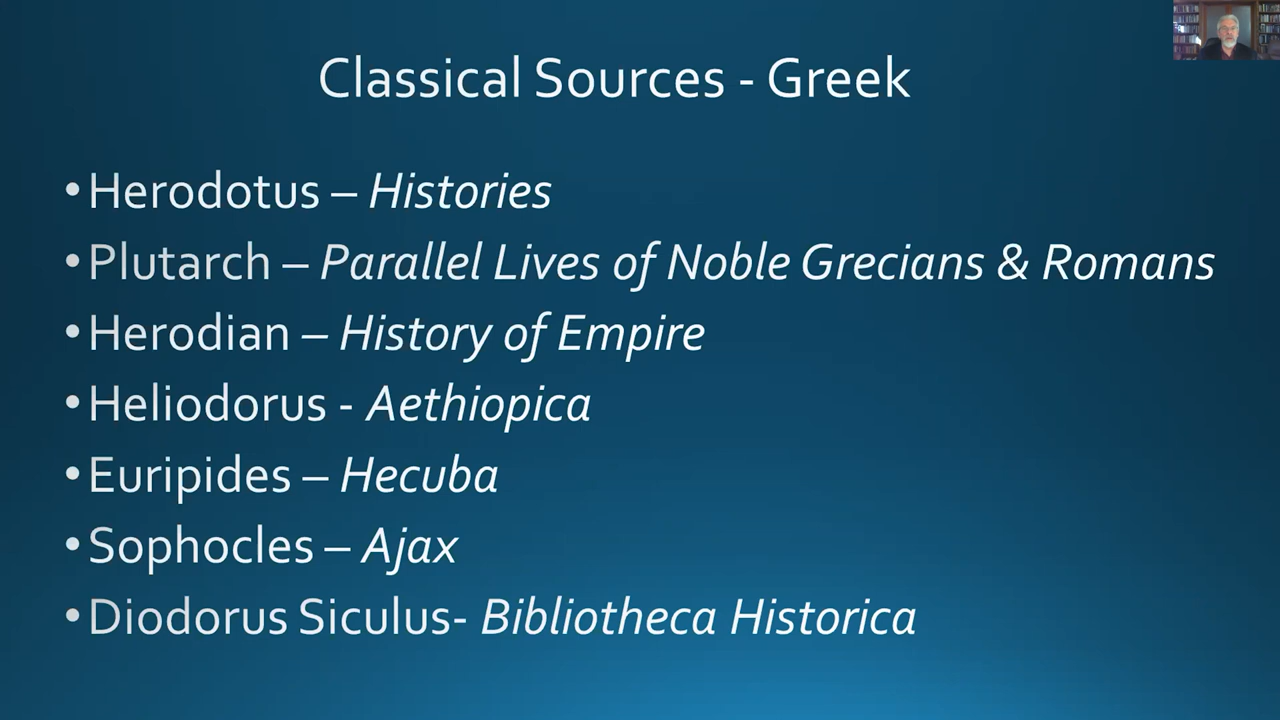 Classical Sources - Greek
•Herodotus – Histories
•Plutarch – Parallel Lives of Noble Grecians & Romans
•Herodian – History of Empire
•Heliodorus - Aethiopica
•Euripides – Hecuba
•Sophocles – Ajax
•Diodorus Siculus- Bibliotheca Historica